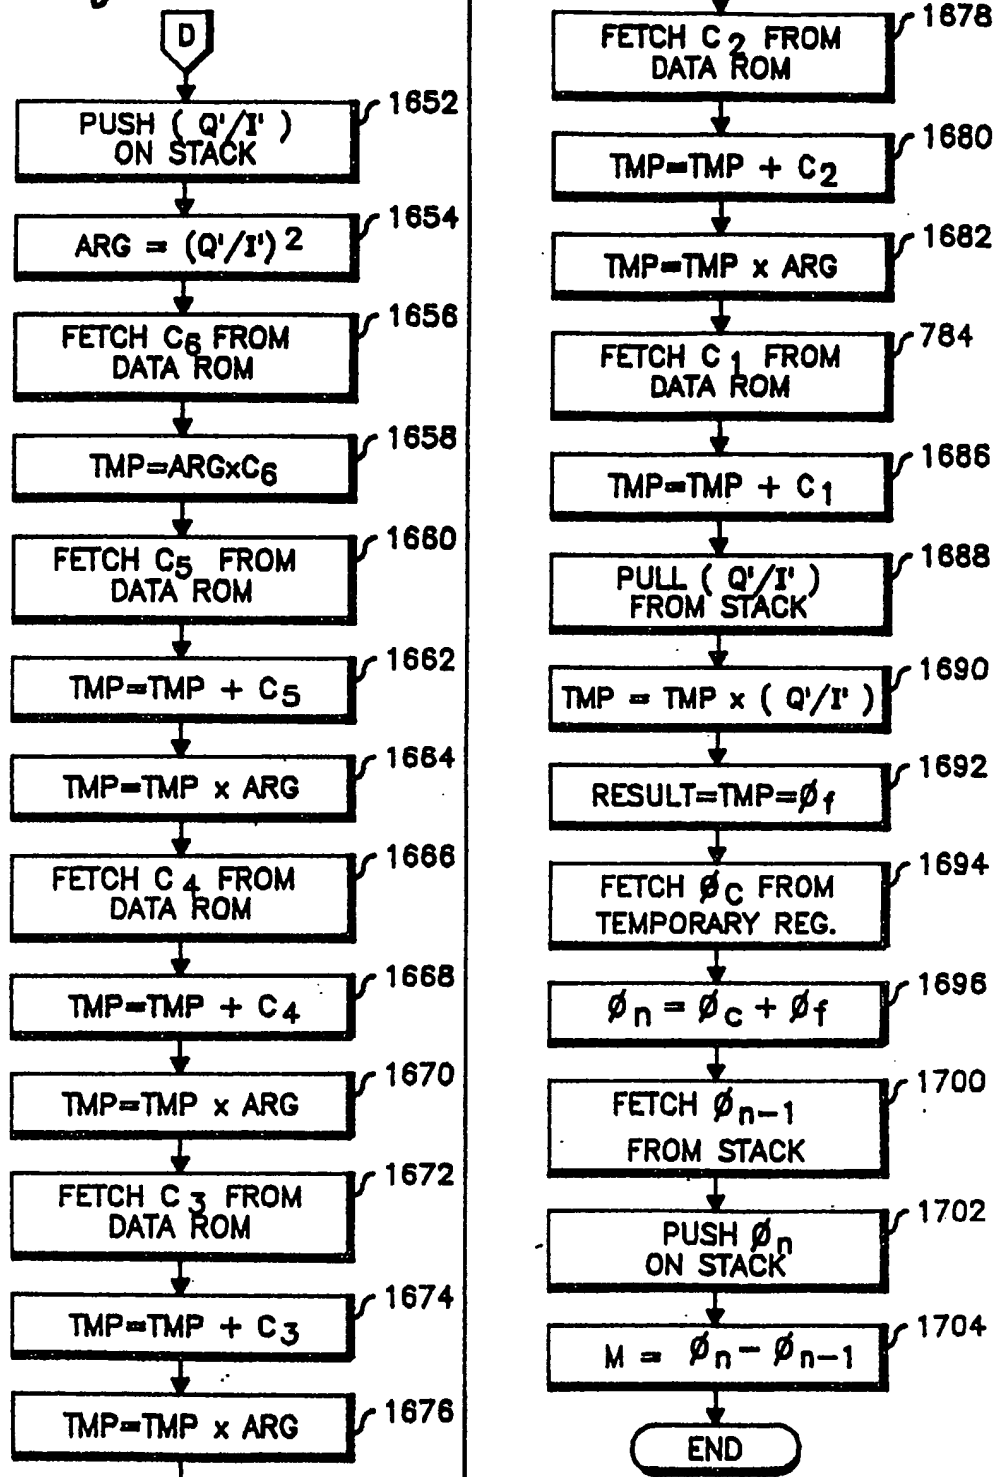 D
1652
PUSH ( Q'/I' )
ON STACK
1654
ARG = (Q'/I')2
1656
FETCH C6 FROM
DATA ROM
1658
TMP=ARGxC6
1680
FETCH C5 FROM
DATA ROM
1662
TMP=TMP + C5
1664
TMP=TMP x ARG
1666
FETCH C4 FROM
DATA ROM
1668
TMP=TMP + C4
1670
TMP=TMP x ARG
1672
FETCH C3 FROM
DATA ROM
1674
TMP=TMP + C3
1676
TMP=TMP x ARG
1678
FETCH C2 FROM
DATA ROM
1680
TMP=TMP + C2
1682
TMP=TMP x ARG
784
FETCH C1 FROM
DATA ROM
1686
TMP=TMP + C1
1688
PULL ( Q'/I' )
FROM STACK
1690
TMP = TMP x ( Q'/I' )
1692
RESULT=TMP=Øf
1694
FETCH Øc FROM
TEMPORARY REG.
1696
Øn = Øc + Øf
1700
FETCH Øn-1
FROM STACK
1702
PUSH Øn
ON STACK
1704
M = Øn - Øn-1
END